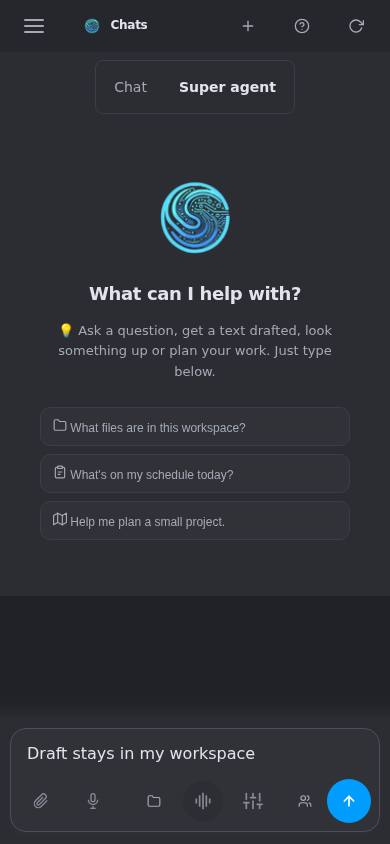 Chats
Chat
Super agent
What can I help with?
💡 Ask a question, get a text drafted, look
something up or plan your work. Just type
below.
What files are in this workspace?
What's on my schedule today?
Help me plan a small project.
Draft stays in my workspace